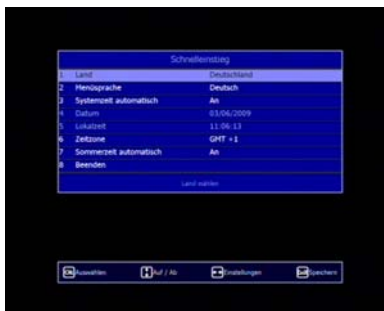 Schnelleinstieg
1 Land Deutschland
2 Menüsprache Deutsch
3 Systemzeit automatisch An
4 Datum 03/06/2009
5 Lokalzeit 11:06:13
6 Zeitzone GMT +1
7 Sommerzeit automatisch An
8 Beenden
Land wählen
OK Auswählen Auf / Ab Einstellungen Exit Speichern